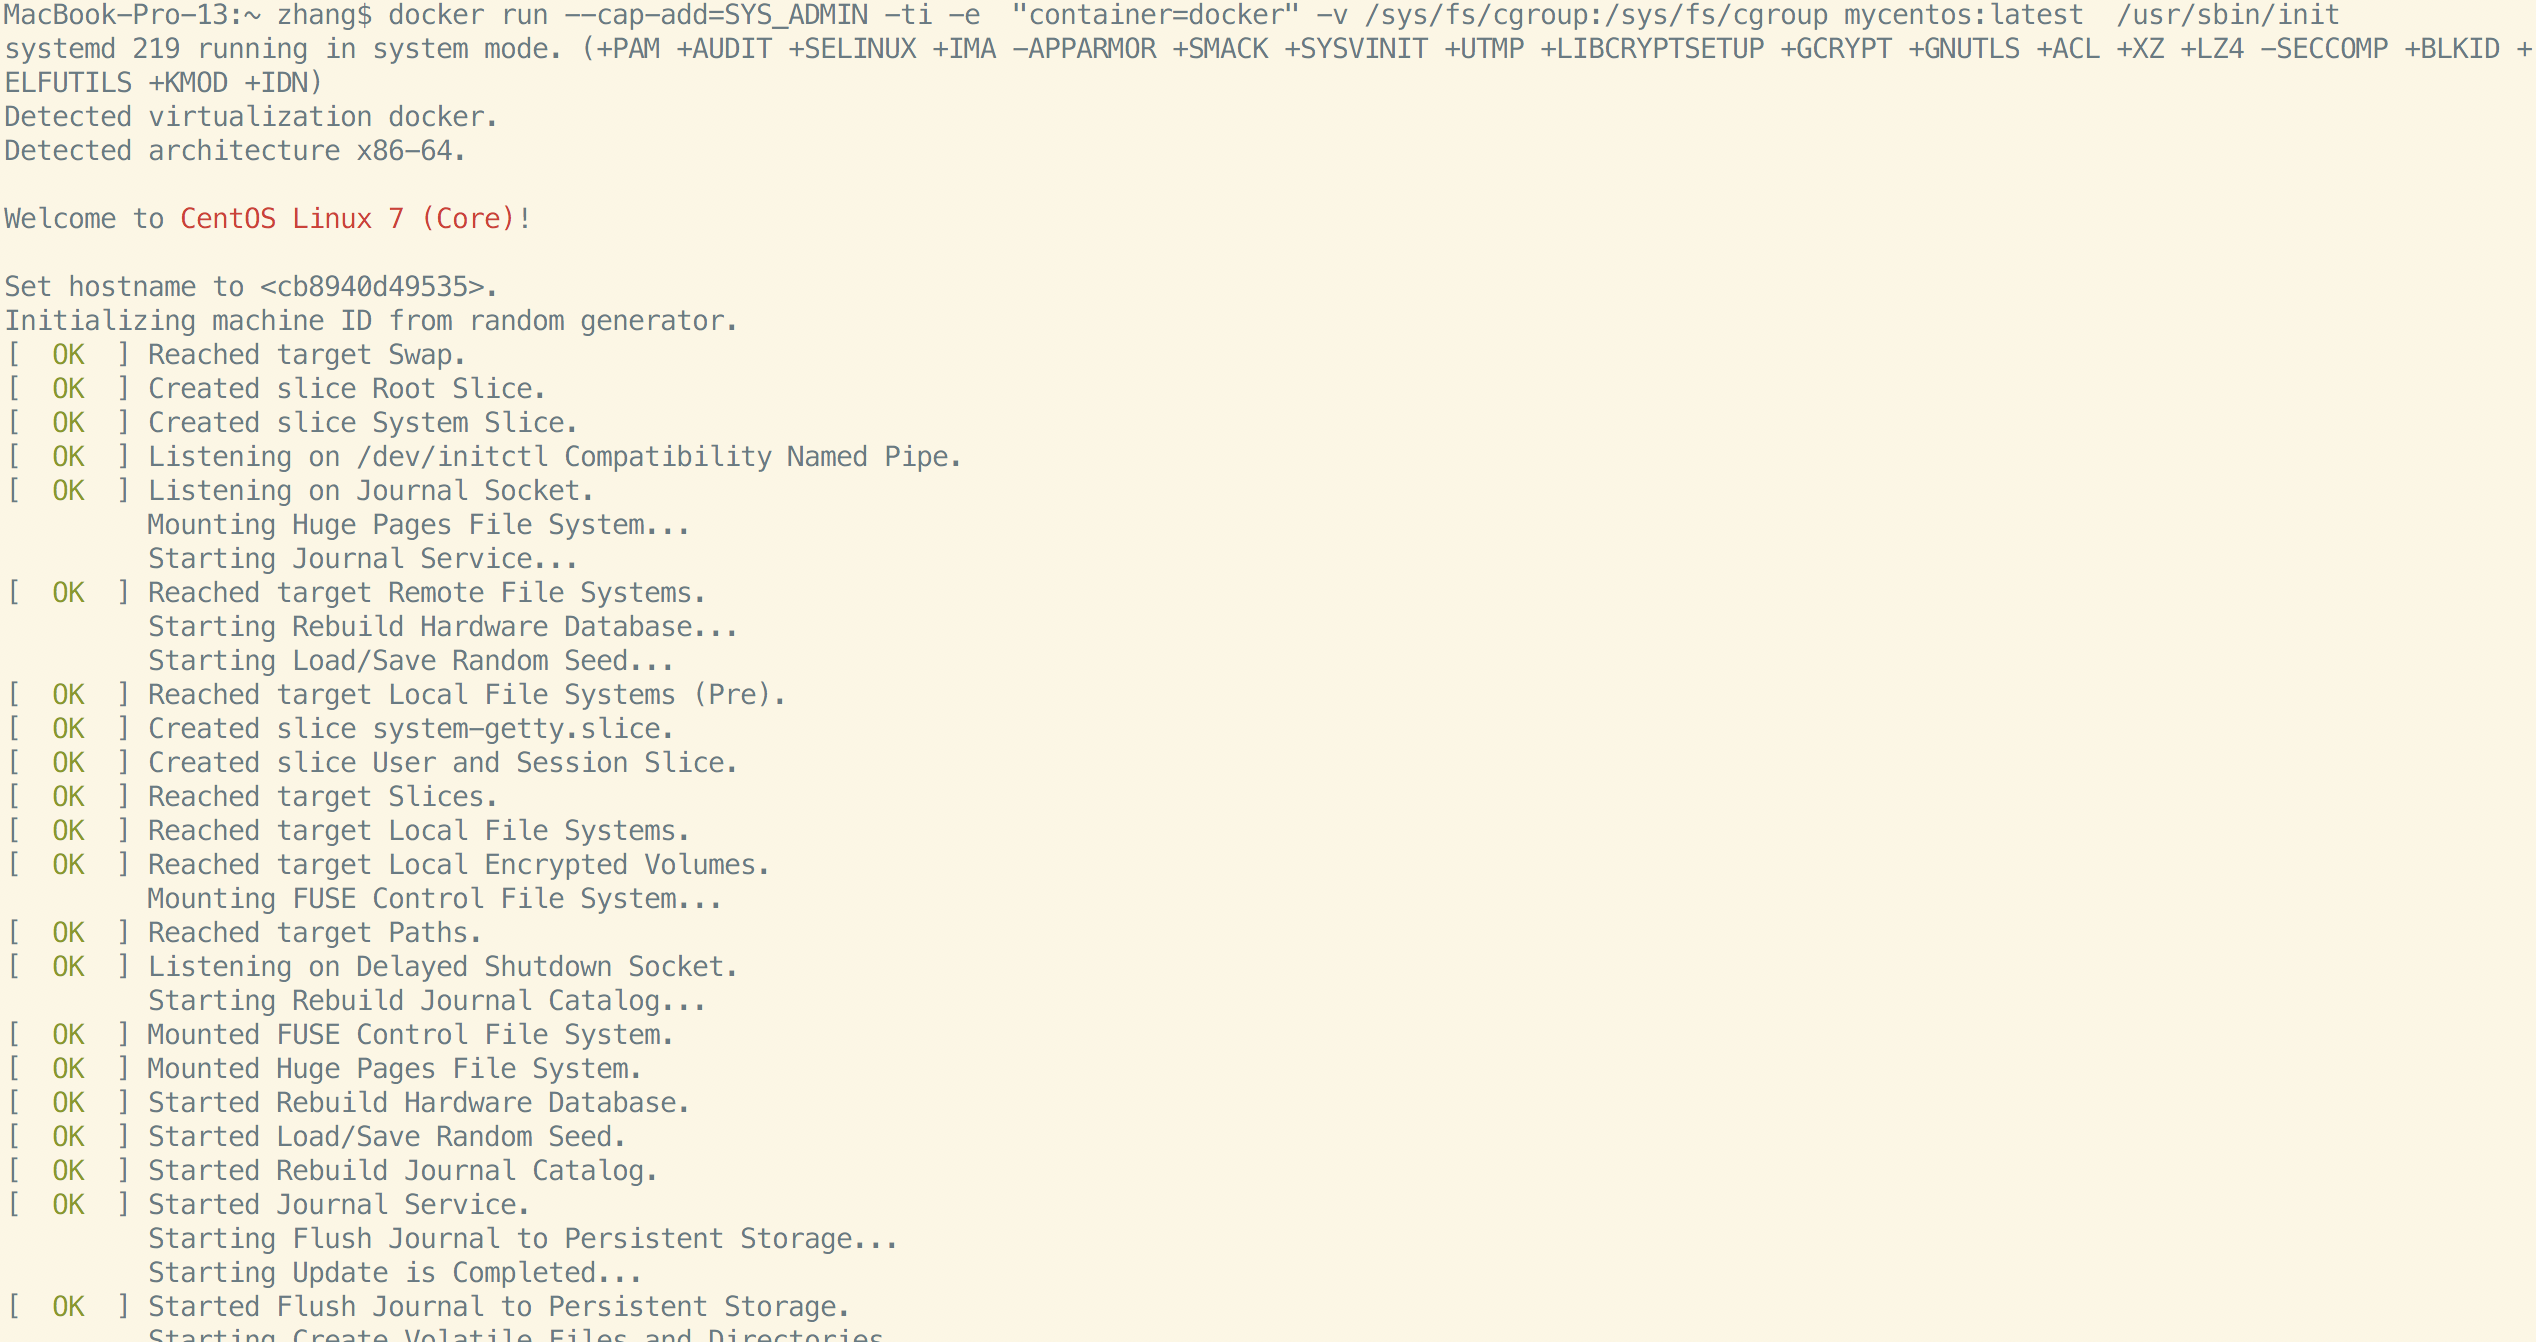 MacBook-Pro-13:~ zhang$ docker run --cap-add=SYS_ADMIN -ti -e  "container=docker" -v /sys/fs/cgroup:/sys/fs/cgroup mycentos:latest  /usr/sbin/init
systemd 219 running in system mode. (+PAM +AUDIT +SELINUX +IMA -APPARMOR +SMACK +SYSVINIT +UTMP +LIBCRYPTSETUP +GCRYPT +GNUTLS +ACL +XZ +LZ4 -SECCOMP +BLKID +
ELFUTILS +KMOD +IDN)
Detected virtualization docker.
Detected architecture x86-64.
Welcome to CentOS Linux 7 (Core)!
Set hostname to <cb8940d49535>.
Initializing machine ID from random generator.
[  OK  ] Reached target Swap.
[  OK  ] Created slice Root Slice.
[  OK  ] Created slice System Slice.
[  OK  ] Listening on /dev/initctl Compatibility Named Pipe.
[  OK  ] Listening on Journal Socket.
         Mounting Huge Pages File System...
         Starting Journal Service...
[  OK  ] Reached target Remote File Systems.
         Starting Rebuild Hardware Database...
         Starting Load/Save Random Seed...
[  OK  ] Reached target Local File Systems (Pre).
[  OK  ] Created slice system-getty.slice.
[  OK  ] Created slice User and Session Slice.
[  OK  ] Reached target Slices.
[  OK  ] Reached target Local File Systems.
[  OK  ] Reached target Local Encrypted Volumes.
         Mounting FUSE Control File System...
[  OK  ] Reached target Paths.
[  OK  ] Listening on Delayed Shutdown Socket.
         Starting Rebuild Journal Catalog...
[  OK  ] Mounted FUSE Control File System.
[  OK  ] Mounted Huge Pages File System.
[  OK  ] Started Rebuild Hardware Database.
[  OK  ] Started Load/Save Random Seed.
[  OK  ] Started Rebuild Journal Catalog.
[  OK  ] Started Journal Service.
         Starting Flush Journal to Persistent Storage...
         Starting Update is Completed...
[  OK  ] Started Flush Journal to Persistent Storage.
         Starting Create Volatile Files and Directories